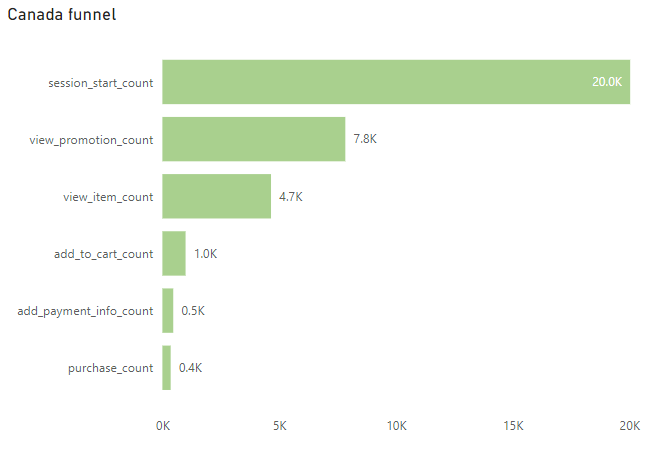 Canada funnel
session_start_count 20.0K
view_promotion_count 7.8K
view_item_count 4.7K
add_to_cart_count 1.0K
add_payment_info_count 0.5K
purchase_count 0.4K
0K 5K 10K 15K 20K